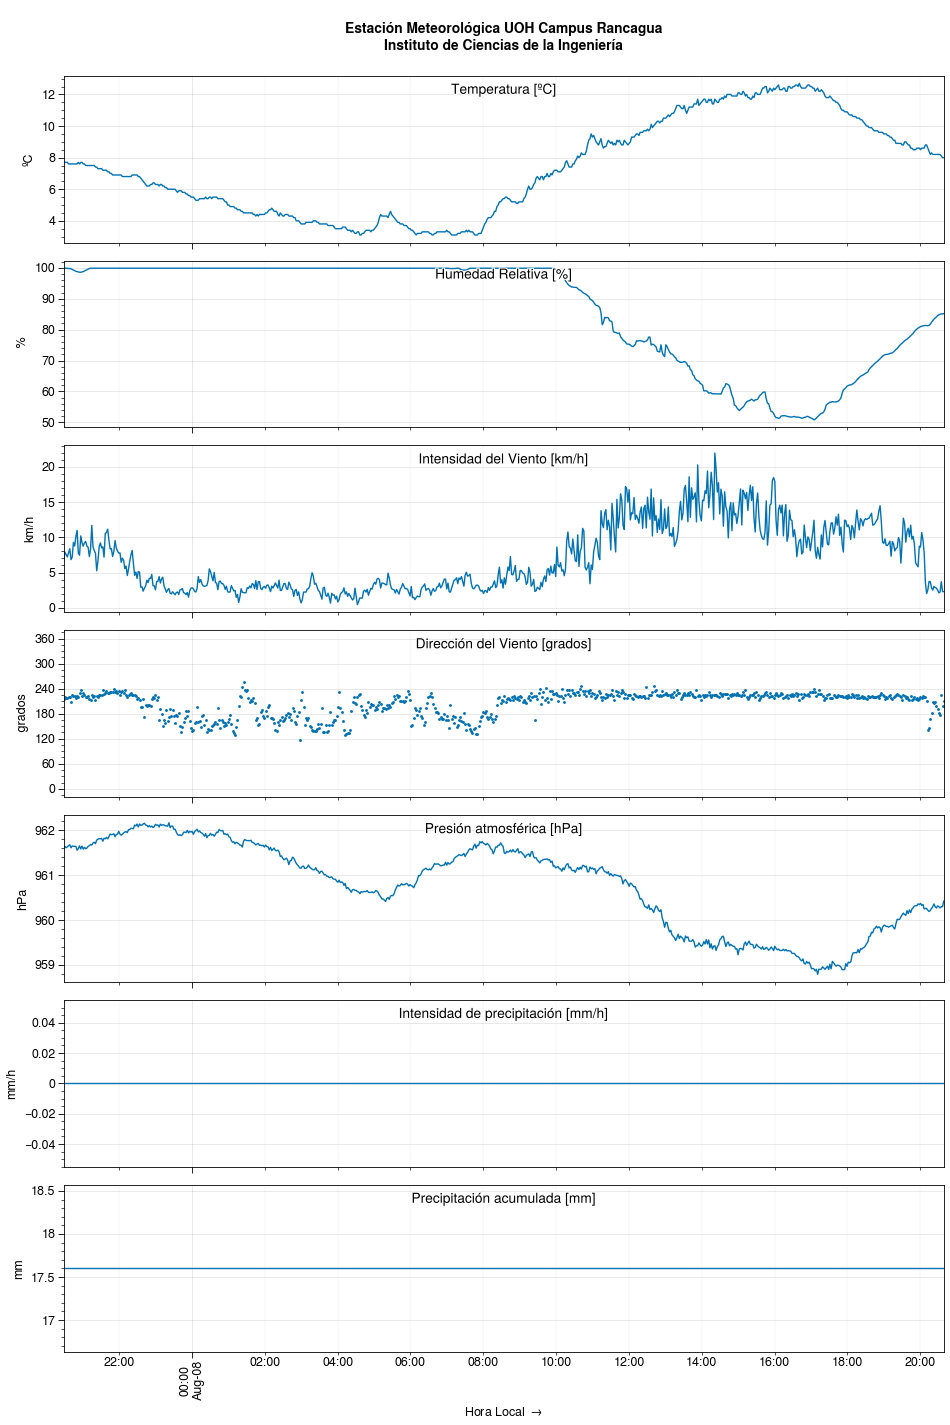 Estación Meteorológica UOH Campus Rancagua
Instituto de Ciencias de la Ingeniería
Temperatura [ºC]
12
10
8
6
4
ºC
Humedad Relativa [%]
100
90
80
70
60
50
%
Intensidad del Viento [km/h]
20
15
10
5
0
km/h
Dirección del Viento [grados]
360
300
240
180
120
60
0
grados
Presión atmosférica [hPa]
962
961
960
959
hPa
Intensidad de precipitación [mm/h]
0.04
0.02
0
−0.02
−0.04
mm/h
Precipitación acumulada [mm]
18.5
18
17.5
17
mm
22:00
00:00
Aug-08
02:00
04:00
06:00
08:00
10:00
12:00
14:00
16:00
18:00
20:00
Hora Local →